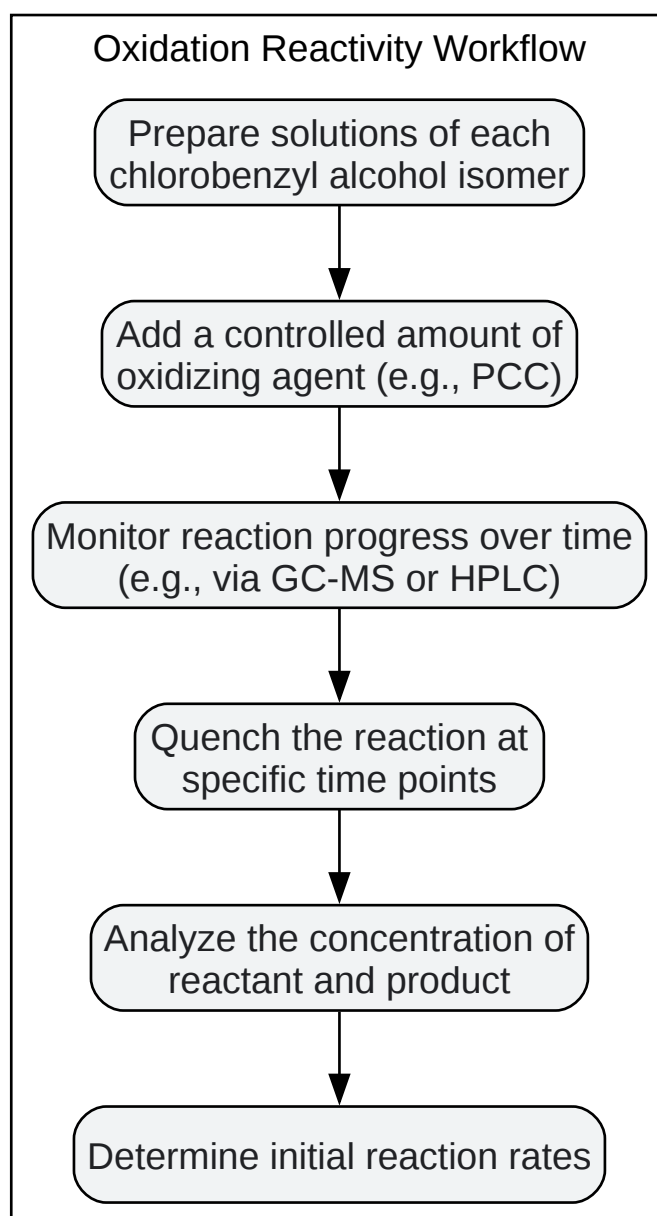 Oxidation Reactivity Workflow
Prepare solutions of each
chlorobenzyl alcohol isomer
Add a controlled amount of
oxidizing agent (e.g., PCC)
Monitor reaction progress over time
(e.g., via GC-MS or HPLC)
Quench the reaction at
specific time points
Analyze the concentration of
reactant and product
Determine initial reaction rates